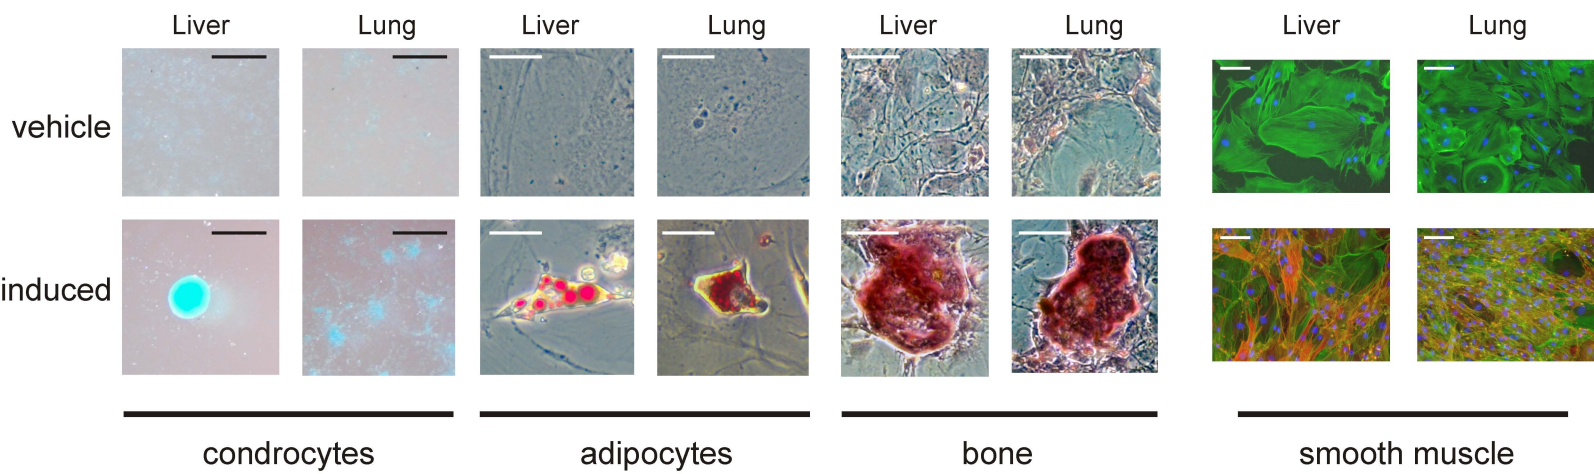 Liver Lung Liver Lung Liver Lung Liver Lung
vehicle
induced
condrocytes adipocytes bone smooth muscle